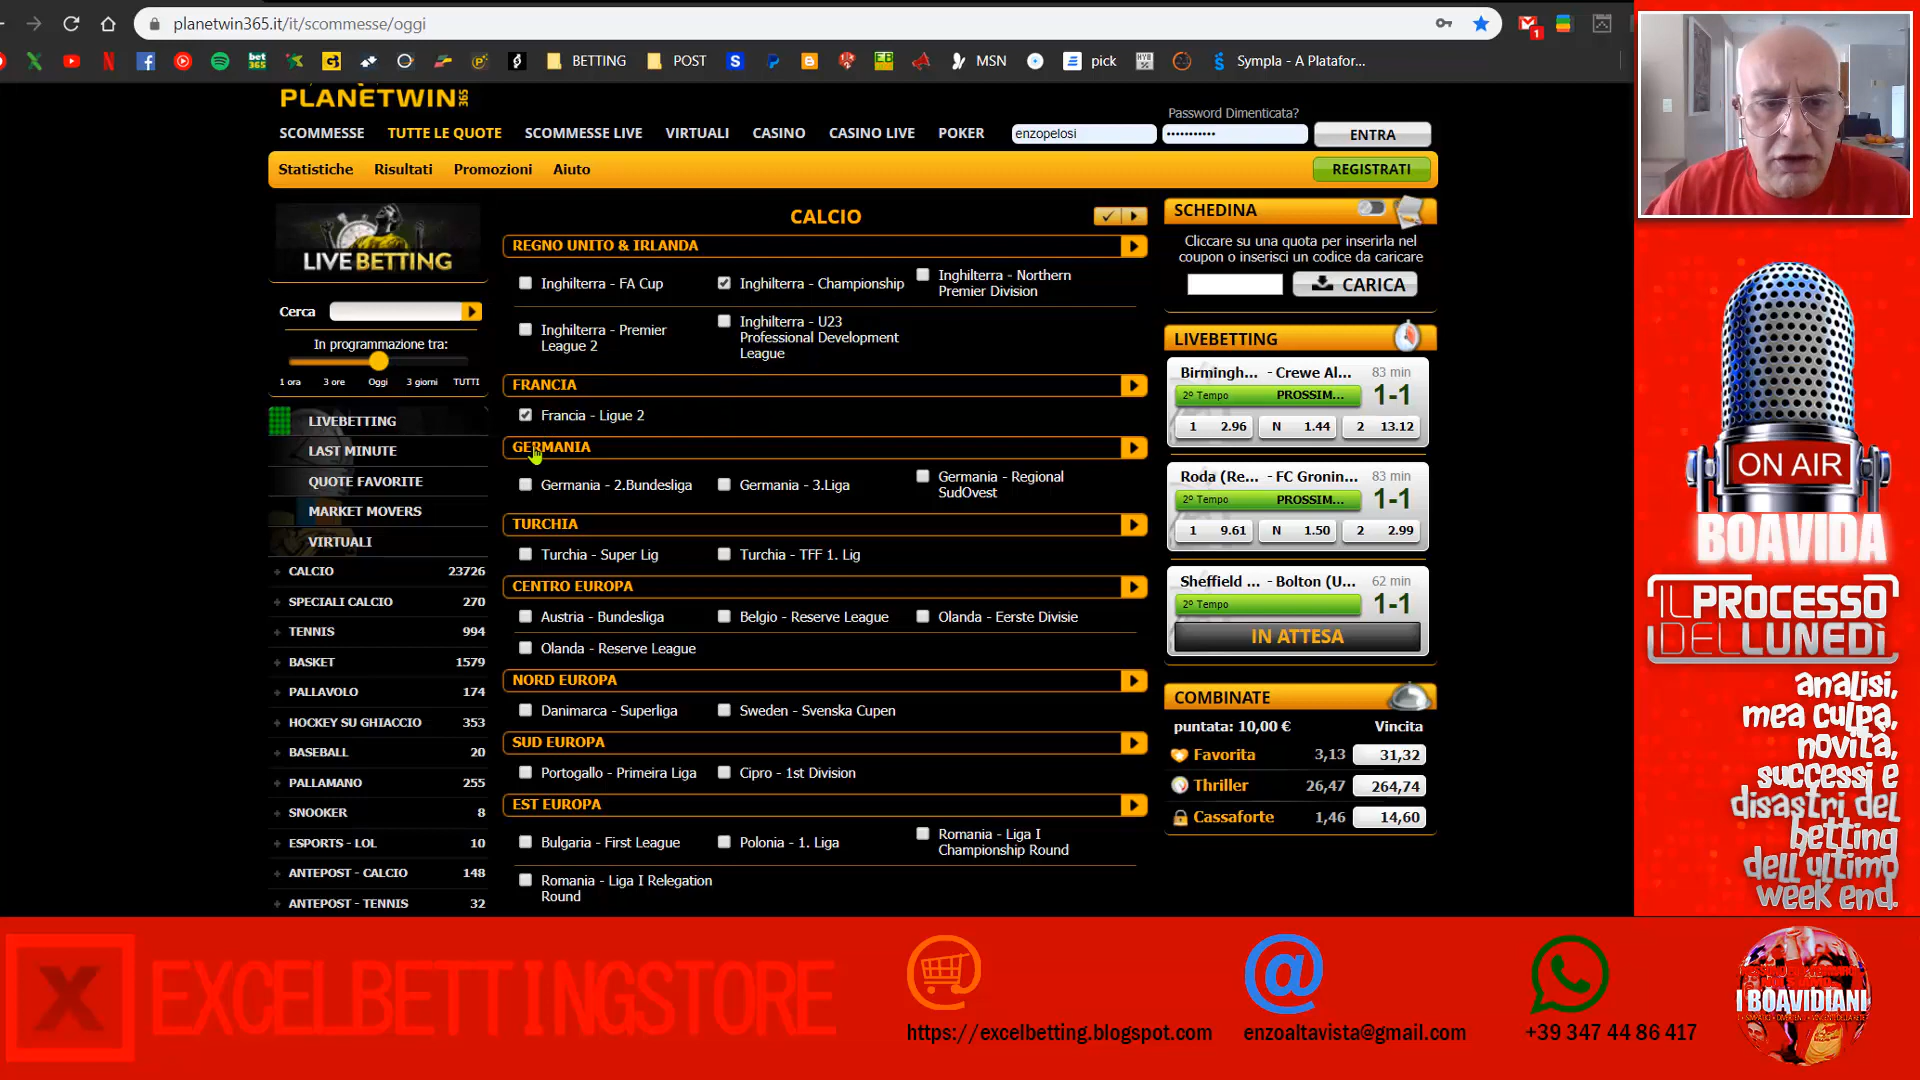 planetwin365.it/it/scommesse/oggi
BETTING
POST
MSN
pick
Sympla - A Platafor...
PLANETWIN 365
Password Dimenticata?
SCOMMESSE
TUTTE LE QUOTE
SCOMMESSE LIVE
VIRTUALI
CASINO
CASINO LIVE
POKER
enzopelosi
ENTRA
Statistiche
Risultati
Promozioni
Aiuto
REGISTRATI
LIVE BETTING
Cerca
In programmazione tra:
1 ora 3 ore Oggi 3 giorni TUTTI
LIVEBETTING
LAST MINUTE
QUOTE FAVORITE
MARKET MOVERS
VIRTUALI
CALCIO 23726
SPECIALI CALCIO 270
TENNIS 994
BASKET 1579
PALLAVOLO 174
HOCKEY SU GHIACCIO 353
BASEBALL 20
PALLAMANO 255
SNOOKER 8
ESPORTS - LOL 10
ANTEPOST - CALCIO 148
ANTEPOST - TENNIS 32
CALCIO
REGNO UNITO & IRLANDA
Inghilterra - FA Cup
Inghilterra - Championship
Inghilterra - Northern
Premier Division
Inghilterra - Premier
League 2
Inghilterra - U23
Professional Development
League
FRANCIA
Francia - Ligue 2
GERMANIA
Germania - 2.Bundesliga
Germania - 3.Liga
Germania - Regional
SudOvest
TURCHIA
Turchia - Super Lig
Turchia - TFF 1. Lig
CENTRO EUROPA
Austria - Bundesliga
Belgio - Reserve League
Olanda - Eerste Divisie
Olanda - Reserve League
NORD EUROPA
Danimarca - Superliga
Sweden - Svenska Cupen
SUD EUROPA
Portogallo - Primeira Liga
Cipro - 1st Division
EST EUROPA
Bulgaria - First League
Polonia - 1. Liga
Romania - Liga I
Championship Round
Romania - Liga I Relegation
Round
SCHEDINA
Cliccare su una quota per inserirla nel
coupon o inserisci un codice da caricare
CARICA
LIVEBETTING
Birmingh... - Crewe Al... 83 min
2º Tempo PROSSIM... 1-1
1 2.96 N 1.44 2 13.12
Roda (Re... - FC Gronin... 83 min
2º Tempo PROSSIM... 1-1
1 9.61 N 1.50 2 2.99
Sheffield ... - Bolton (U... 62 min
2º Tempo 1-1
IN ATTESA
COMBINATE
puntata: 10,00 € Vincita
Favorita 3,13 31,32
Thriller 26,47 264,74
Cassaforte 1,46 14,60
ON AIR
BOAVIDA
IL PROCESSO
DEL LUNEDÌ
analisi,
mea culpa,
novità,
successi e
disastri del
betting
dell'ultimo
week end.
X EXCELBETTINGSTORE
https://excelbetting.blogspot.com
@
enzoaltavista@gmail.com
+39 347 44 86 417
I BOAVIDIANI